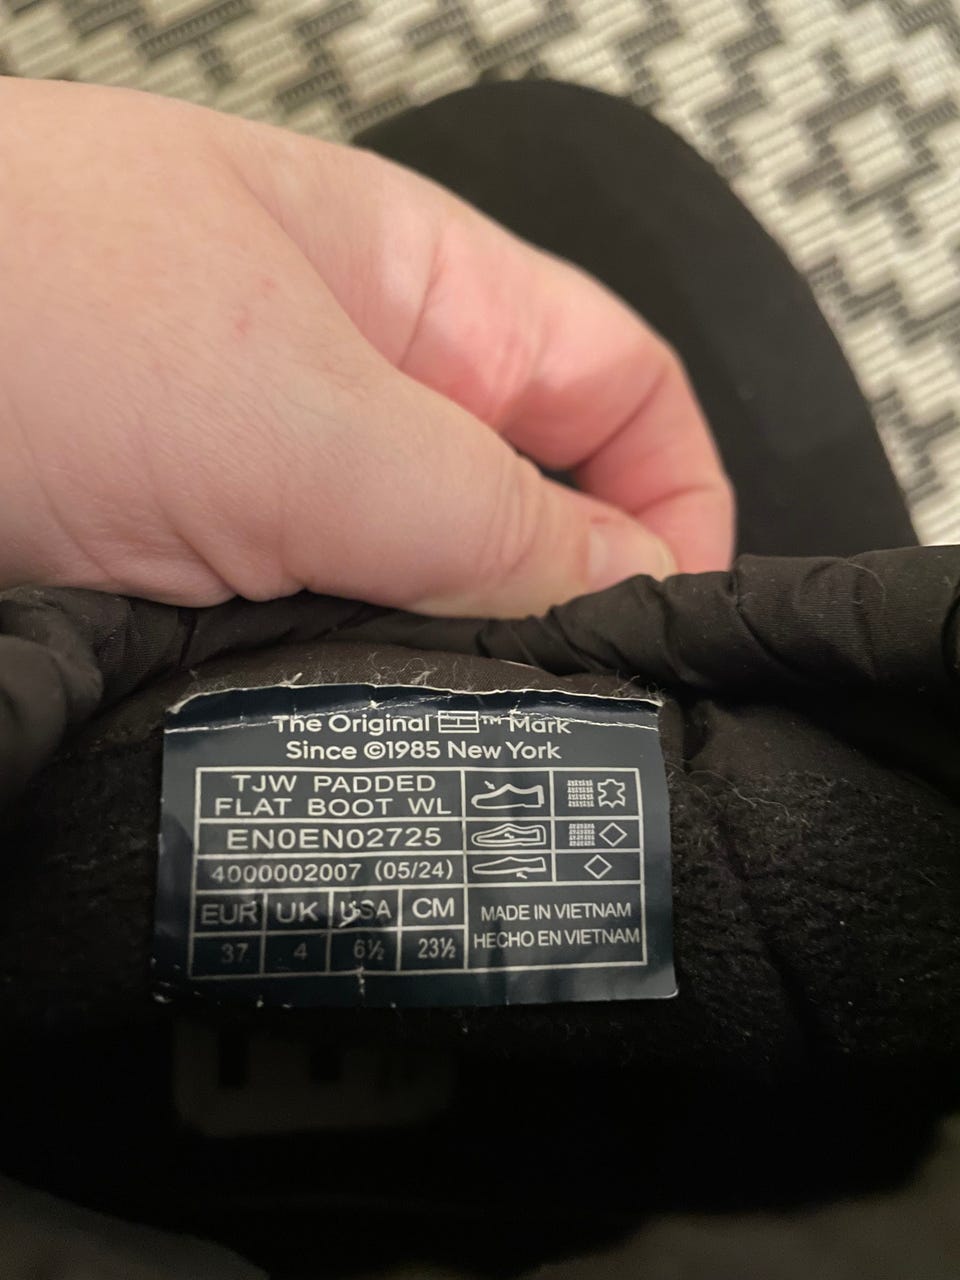 The Original ™ Mark
Since ©1985 New York
TJW PADDED
FLAT BOOT WL
EN0EN02725
4000002007 (05/24)
EUR UK USA CM
37 4 6½ 23½
MADE IN VIETNAM
HECHO EN VIETNAM